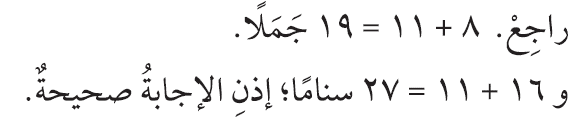 راجِعْ. ٨ + ١١ = ١٩ جَمَلًا.
و ١٦ + ١١ = ٢٧ سنامًا؛ إذنِ الإجابةُ صحيحةٌ.